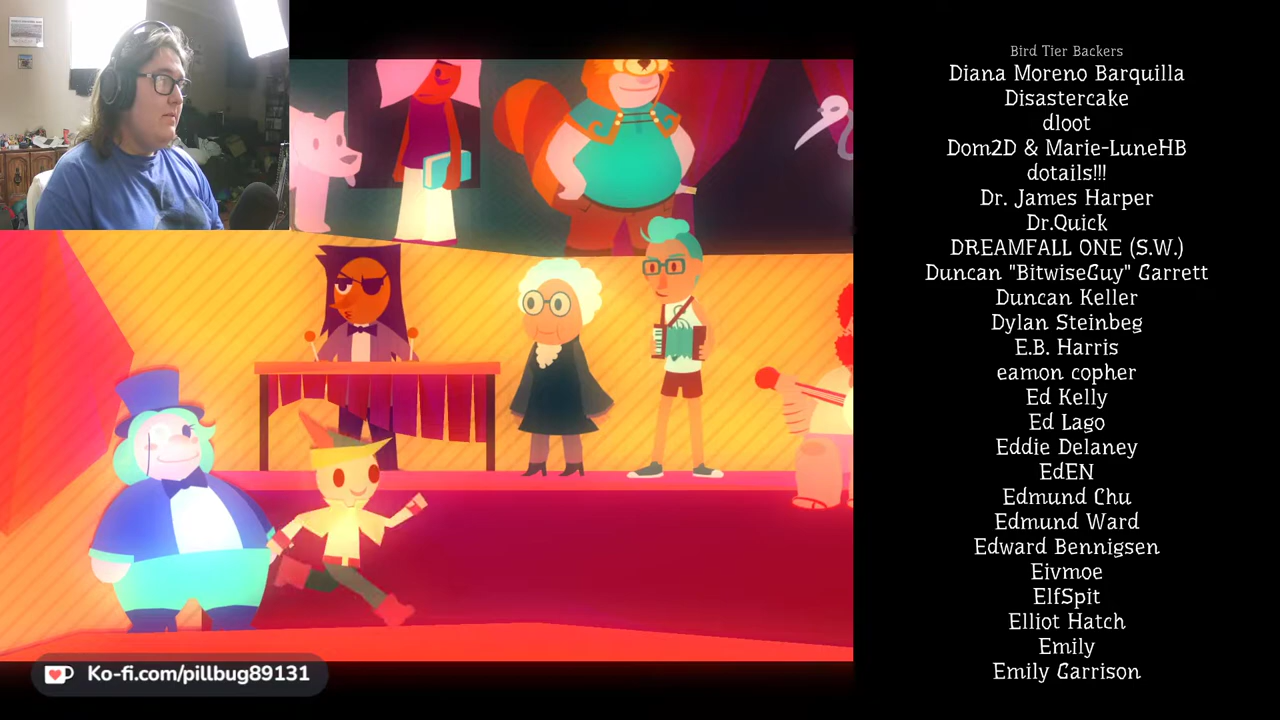 Bird Tier Backers
Diana Moreno Barquilla
Disastercake
dloot
Dom2D & Marie-LuneHB
dotails!!!
Dr. James Harper
Dr.Quick
DREAMFALL ONE (S.W.)
Duncan "BitwiseGuy" Garrett
Duncan Keller
Dylan Steinbeg
E.B. Harris
eamon copher
Ed Kelly
Ed Lago
Eddie Delaney
EdEN
Edmund Chu
Edmund Ward
Edward Bennigsen
Eivmoe
ElfSpit
Elliot Hatch
Emily
Emily Garrison
Ko-fi.com/pillbug89131